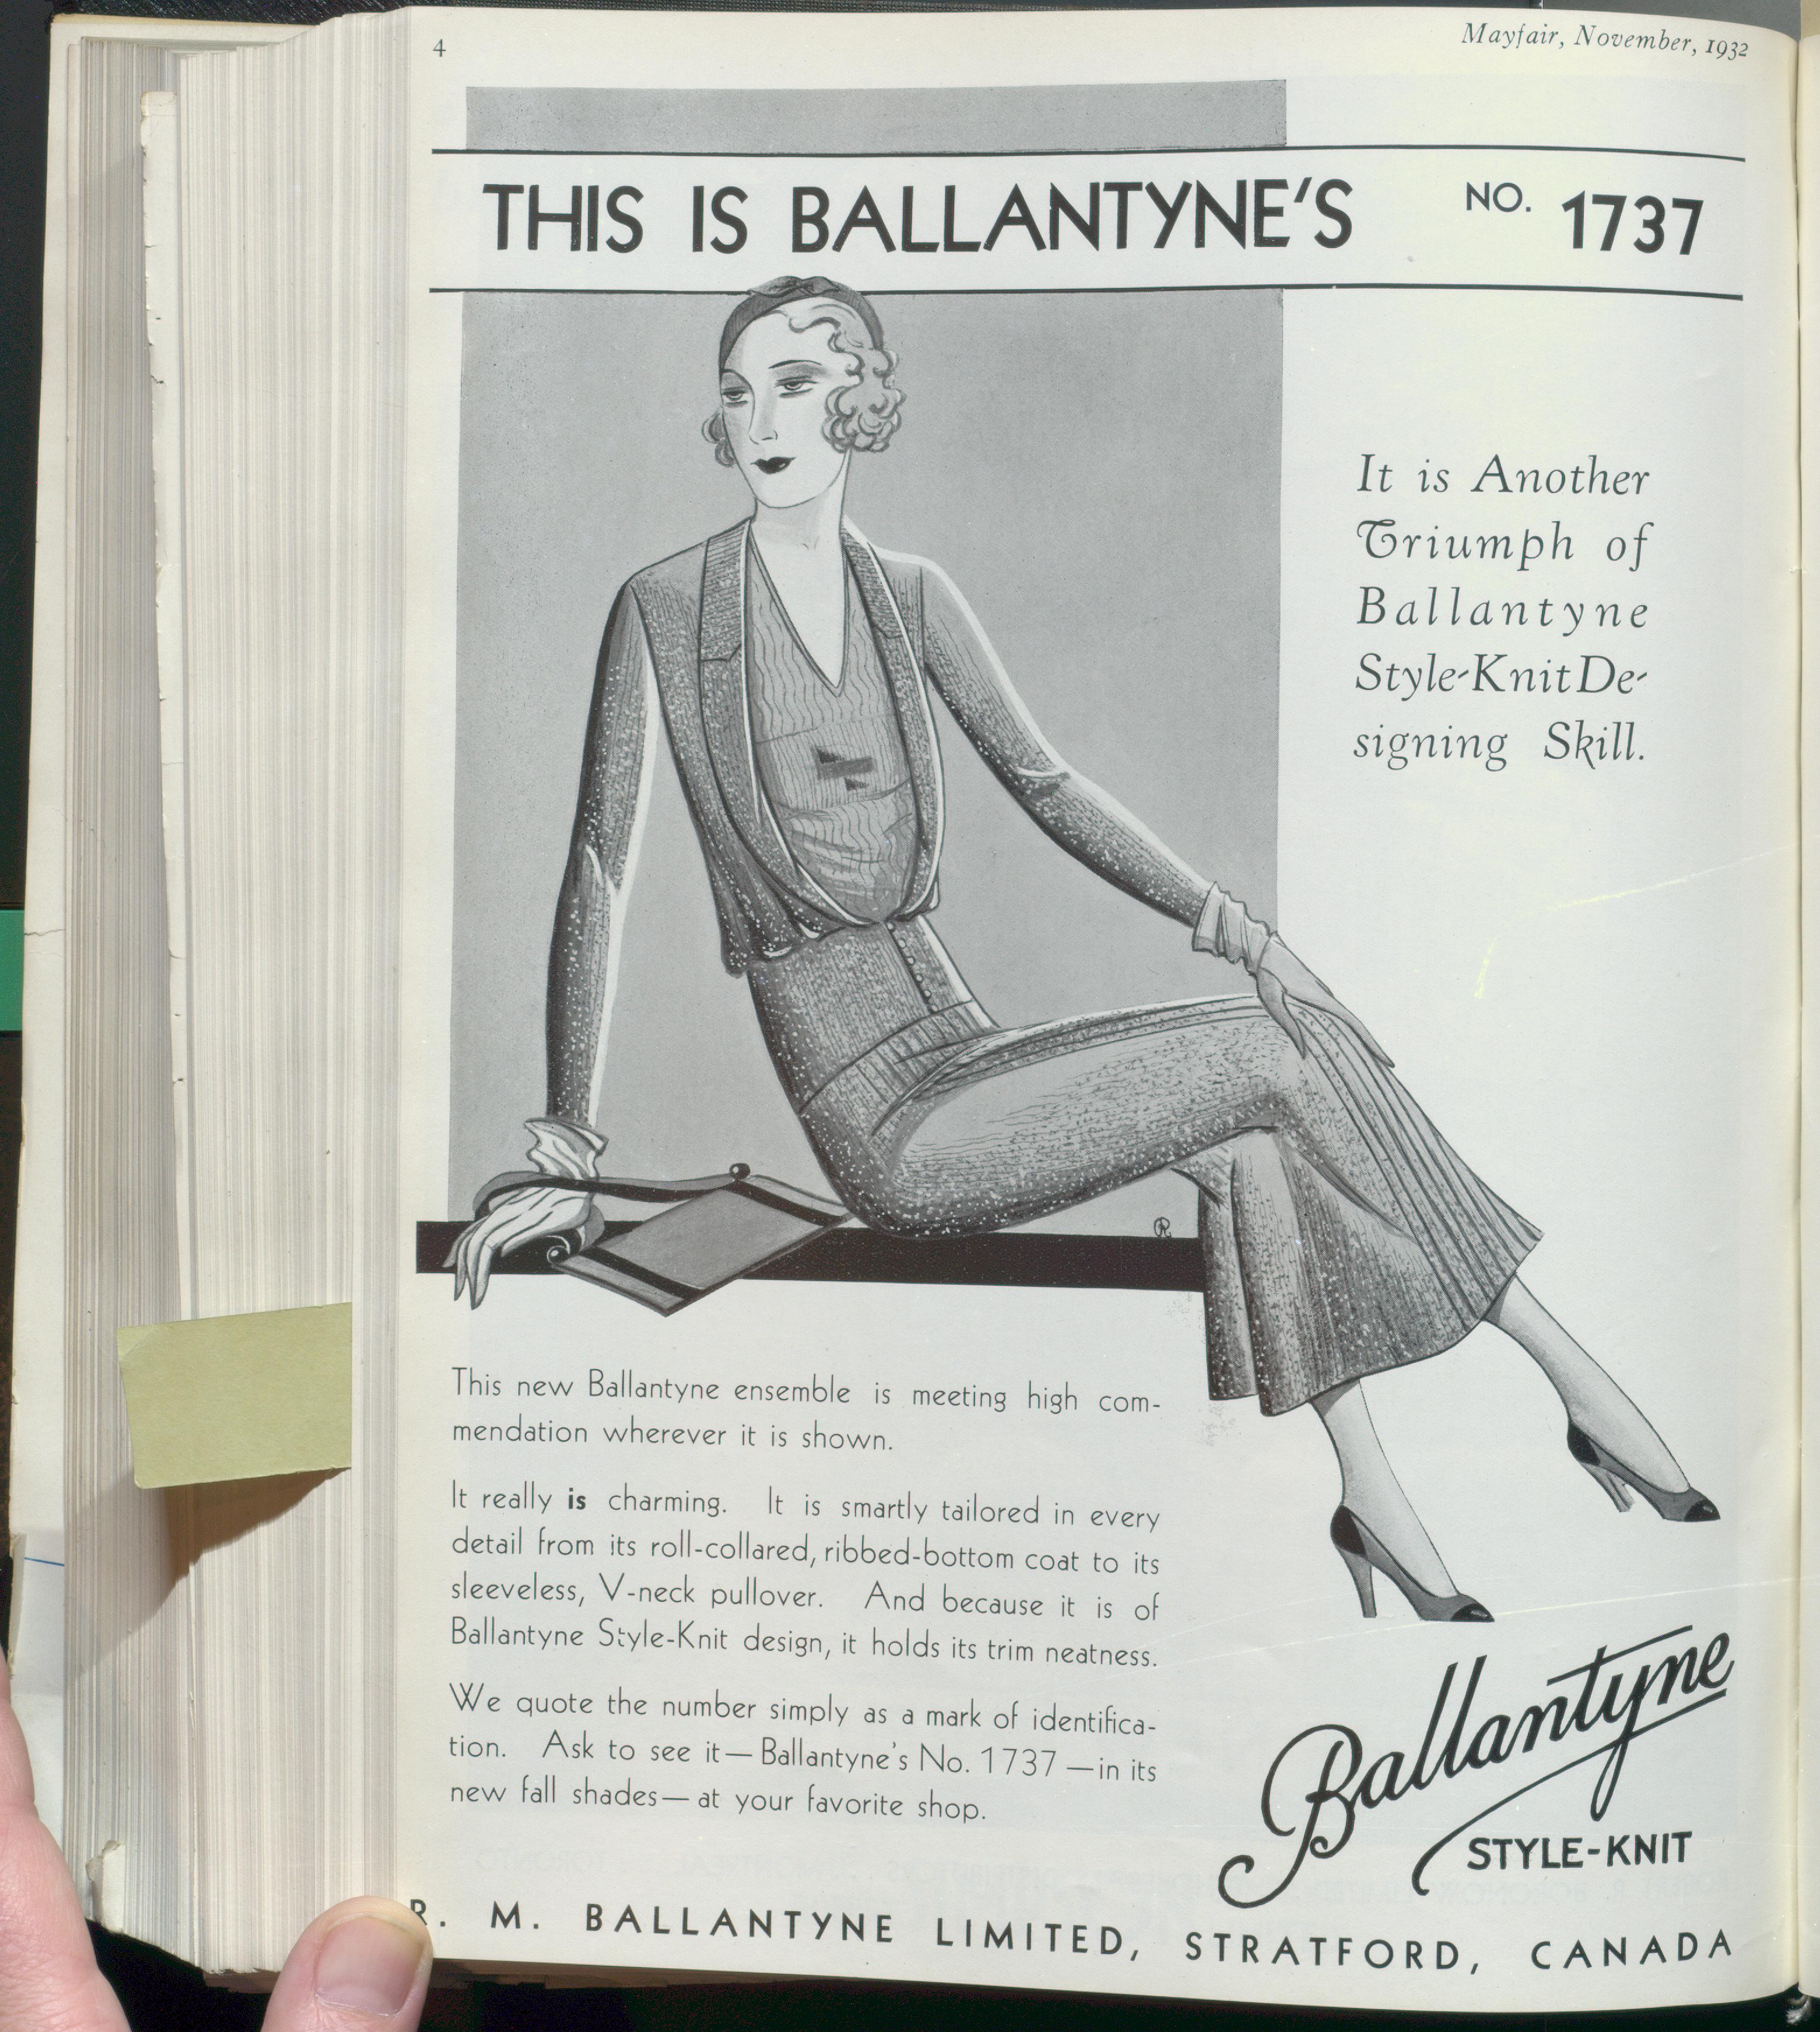 4
Mayfair, November, 1932
THIS IS BALLANTYNE'S NO. 1737
It is Another
Triumph of
Ballantyne
Style-Knit De-
signing Skill.
This new Ballantyne ensemble is meeting high com-
mendation wherever it is shown.
It really is charming. It is smartly tailored in every
detail from its roll-collared, ribbed-bottom coat to its
sleeveless, V-neck pullover. And because it is of
Ballantyne Style-Knit design, it holds its trim neatness.
We quote the number simply as a mark of identifica-
tion. Ask to see it—Ballantyne's No. 1737—in its
new fall shades—at your favorite shop.
Ballantyne
STYLE-KNIT
R. M. BALLANTYNE LIMITED, STRATFORD, CANADA